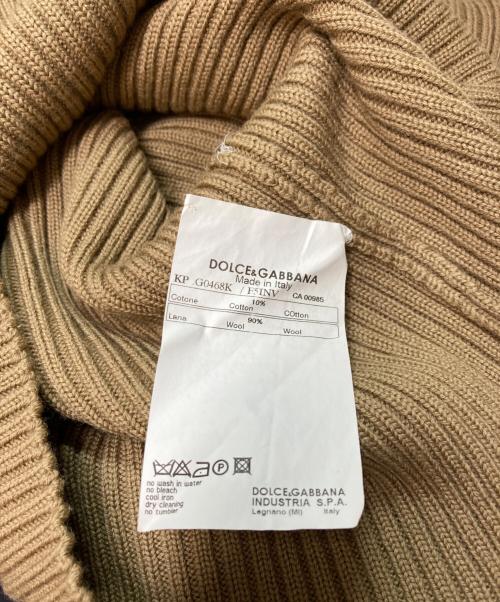 DOLCE&GABBANA
Made in Italy
KP .G0468K / F5INV CA 00985
Cotone 10% Cotton COtton
Lana 90% Wool Wool
no wash in water
no bleach
cool iron
dry cleaning
no tumbler
DOLCE&GABBANA
INDUSTRIA S.P.A.
Legnano (MI) Italy